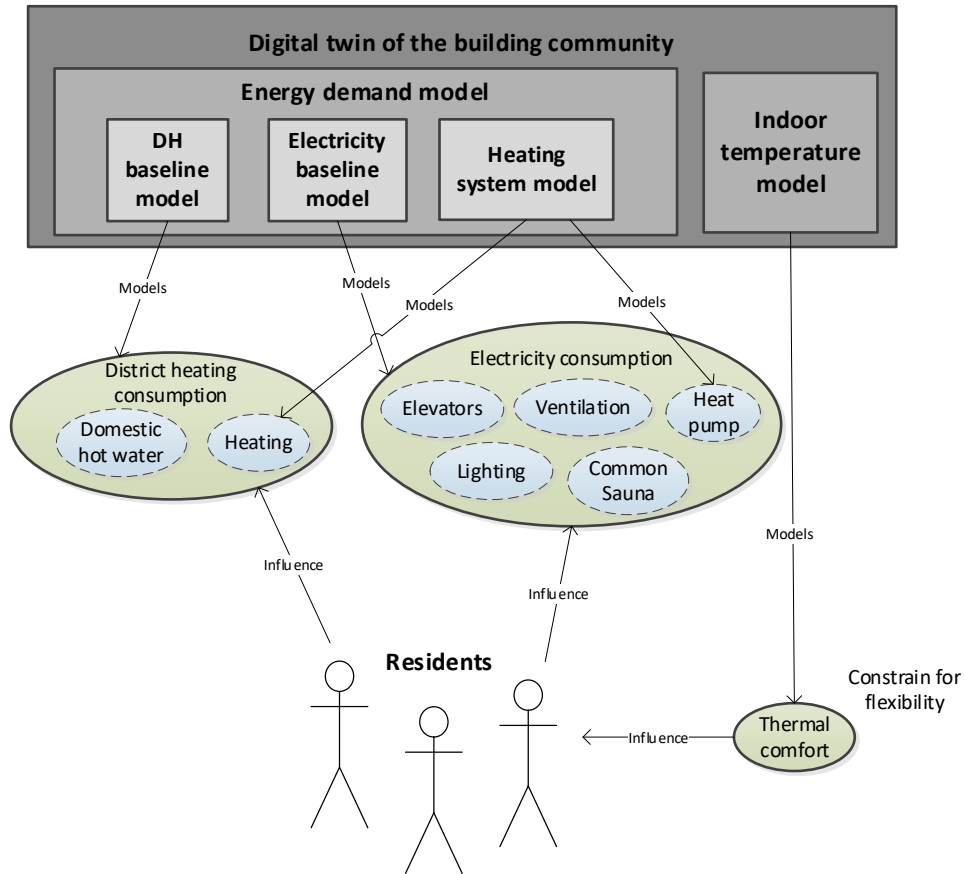 Digital twin of the building community
Energy demand model
DH
baseline
model
Electricity
baseline
model
Heating
system model
Indoor
temperature
model
Models
Models
Models
Models
District heating
consumption
Domestic
hot water
Heating
Electricity consumption
Elevators
Ventilation
Heat
pump
Lighting
Common
Sauna
Models
Influence
Influence
Residents
Constrain for
flexibility
Influence
Thermal
comfort